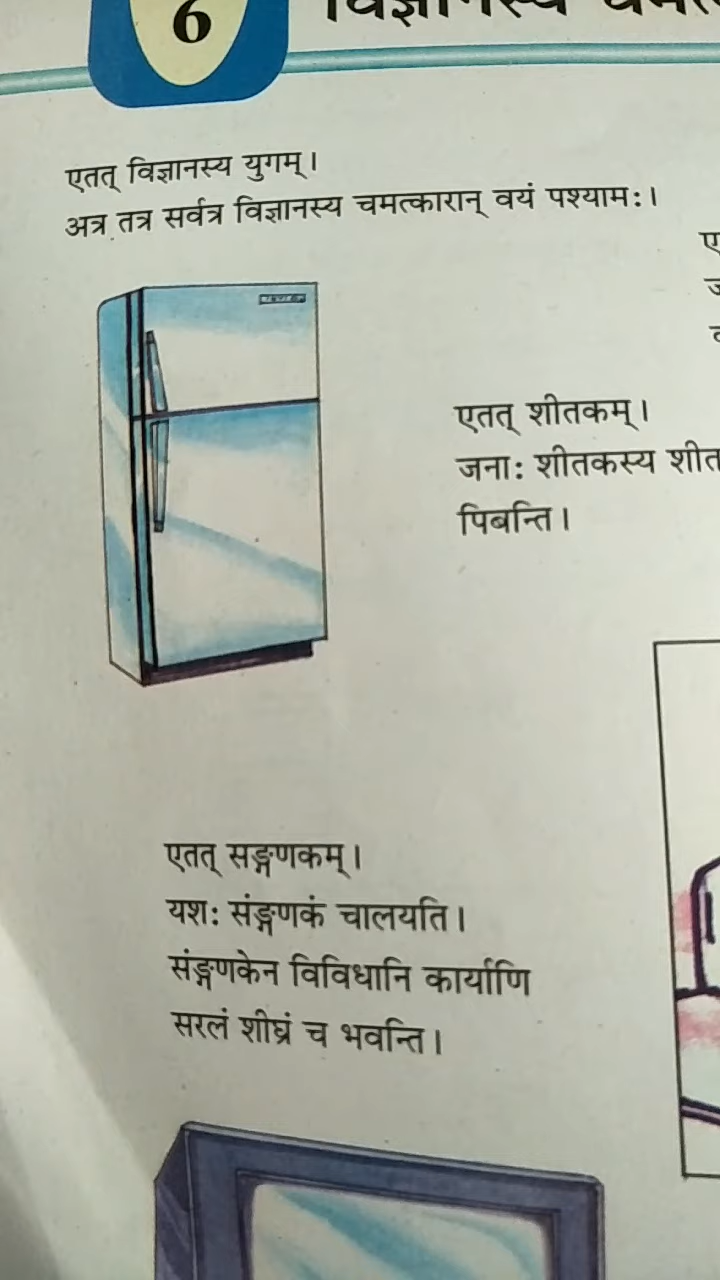 6
विज्ञानस्य
एतत् विज्ञानस्य युगम्।
अत्र तत्र सर्वत्र विज्ञानस्य चमत्कारान् वयं पश्यामः।
एतत् शीतकम्।
जनाः शीतकस्य
पिबन्ति।
एतत् सङ्गणकम्।
यशः संङ्गणकं चालयति।
संङ्गणकेन विविधानि कार्याणि
सरलं शीघ्रं च भवन्ति।